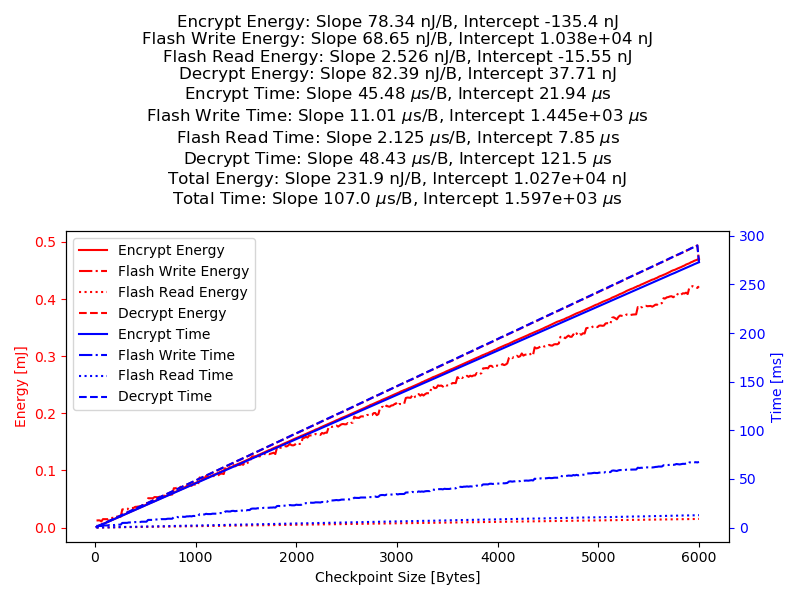 Encrypt Energy: Slope 78.34 nJ/B, Intercept -135.4 nJ
Flash Write Energy: Slope 68.65 nJ/B, Intercept 1.038e+04 nJ
Flash Read Energy: Slope 2.526 nJ/B, Intercept -15.55 nJ
Decrypt Energy: Slope 82.39 nJ/B, Intercept 37.71 nJ
Encrypt Time: Slope 45.48 μs/B, Intercept 21.94 μs
Flash Write Time: Slope 11.01 μs/B, Intercept 1.445e+03 μs
Flash Read Time: Slope 2.125 μs/B, Intercept 7.85 μs
Decrypt Time: Slope 48.43 μs/B, Intercept 121.5 μs
Total Energy: Slope 231.9 nJ/B, Intercept 1.027e+04 nJ
Total Time: Slope 107.0 μs/B, Intercept 1.597e+03 μs
Energy [mJ]
0.5
0.4
0.3
0.2
0.1
0.0
Encrypt Energy
Flash Write Energy
Flash Read Energy
Decrypt Energy
Encrypt Time
Flash Write Time
Flash Read Time
Decrypt Time
300
250
200
150
100
50
0
Time [ms]
0 1000 2000 3000 4000 5000 6000
Checkpoint Size [Bytes]